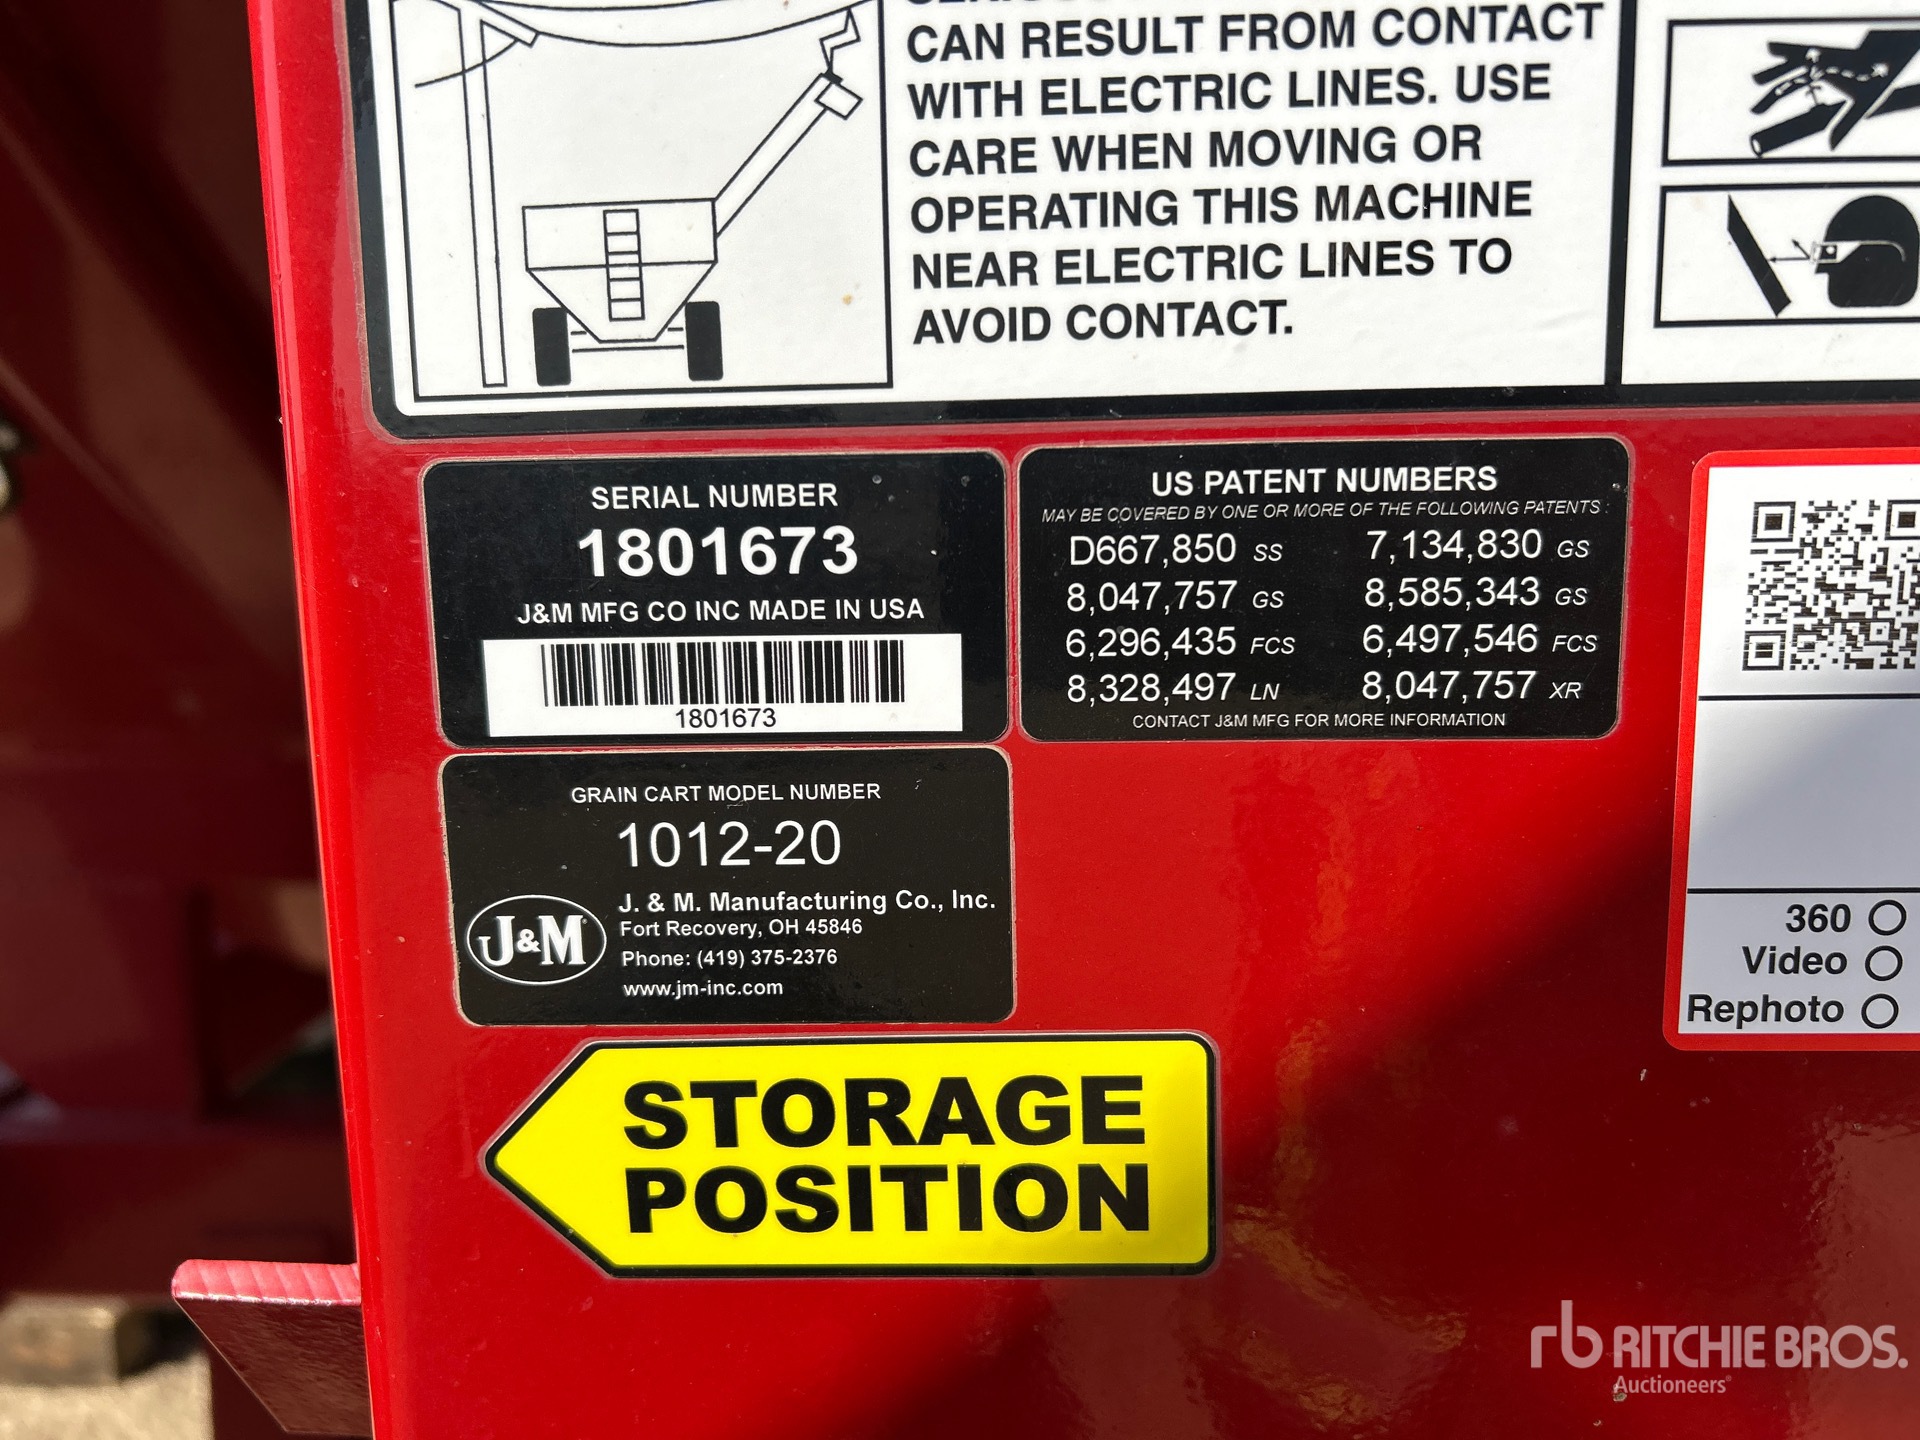 CAN RESULT FROM CONTACT
WITH ELECTRIC LINES. USE
CARE WHEN MOVING OR
OPERATING THIS MACHINE
NEAR ELECTRIC LINES TO
AVOID CONTACT.
SERIAL NUMBER
1801673
J&M MFG CO INC MADE IN USA
1801673
US PATENT NUMBERS
MAY BE COVERED BY ONE OR MORE OF THE FOLLOWING PATENTS:
D667,850 SS 7,134,830 GS
8,047,757 GS 8,585,343 GS
6,296,435 FCS 6,497,546 FCS
8,328,497 LN 8,047,757 XR
CONTACT J&M MFG FOR MORE INFORMATION
GRAIN CART MODEL NUMBER
1012-20
J&M
J. & M. Manufacturing Co., Inc.
Fort Recovery, OH 45846
Phone: (419) 375-2376
www.jm-inc.com
STORAGE
POSITION
360
Video
Rephoto
rb RITCHIE BROS.
Auctioneers